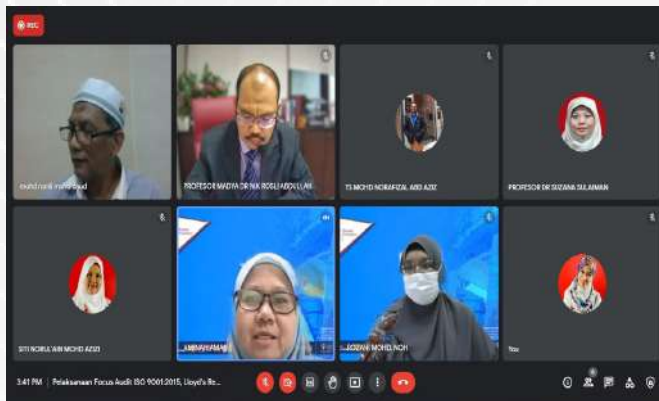 REC
PROFESOR MADYA DR NIK ROSLI ABDULLAH
TS MOHD NORAFIZAL ABD AZIZ
PROFESOR DR SUZANA SULAIMAN
SITI NORUL'AIN MOHD AZIZI
AMINAH
MOHD. NOH
You
3:41 PM | Pelaksanaan Focus Audit ISO 9001:2015, Lloyd's Re...